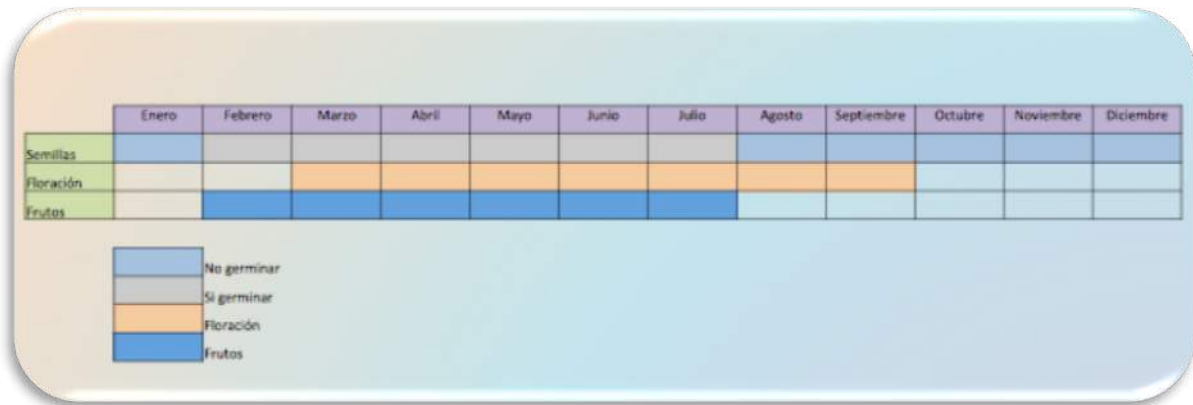 Enero Febrero Marzo Abril Mayo Junio Julio Agosto Septiembre Octubre Noviembre Diciembre
Semillas
Floración
Frutos
No germinar
Si germinar
Floración
Frutos